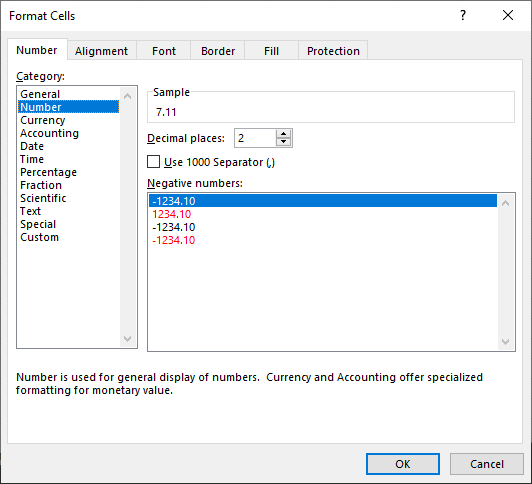 Format Cells
?
Number Alignment Font Border Fill Protection
Category:
General
Number
Currency
Accounting
Date
Time
Percentage
Fraction
Scientific
Text
Special
Custom
Sample
7.11
Decimal places: 2
Use 1000 Separator (,)
Negative numbers:
-1234.10
1234.10
-1234.10
-1234.10
Number is used for general display of numbers. Currency and Accounting offer specialized
formatting for monetary value.
OK Cancel